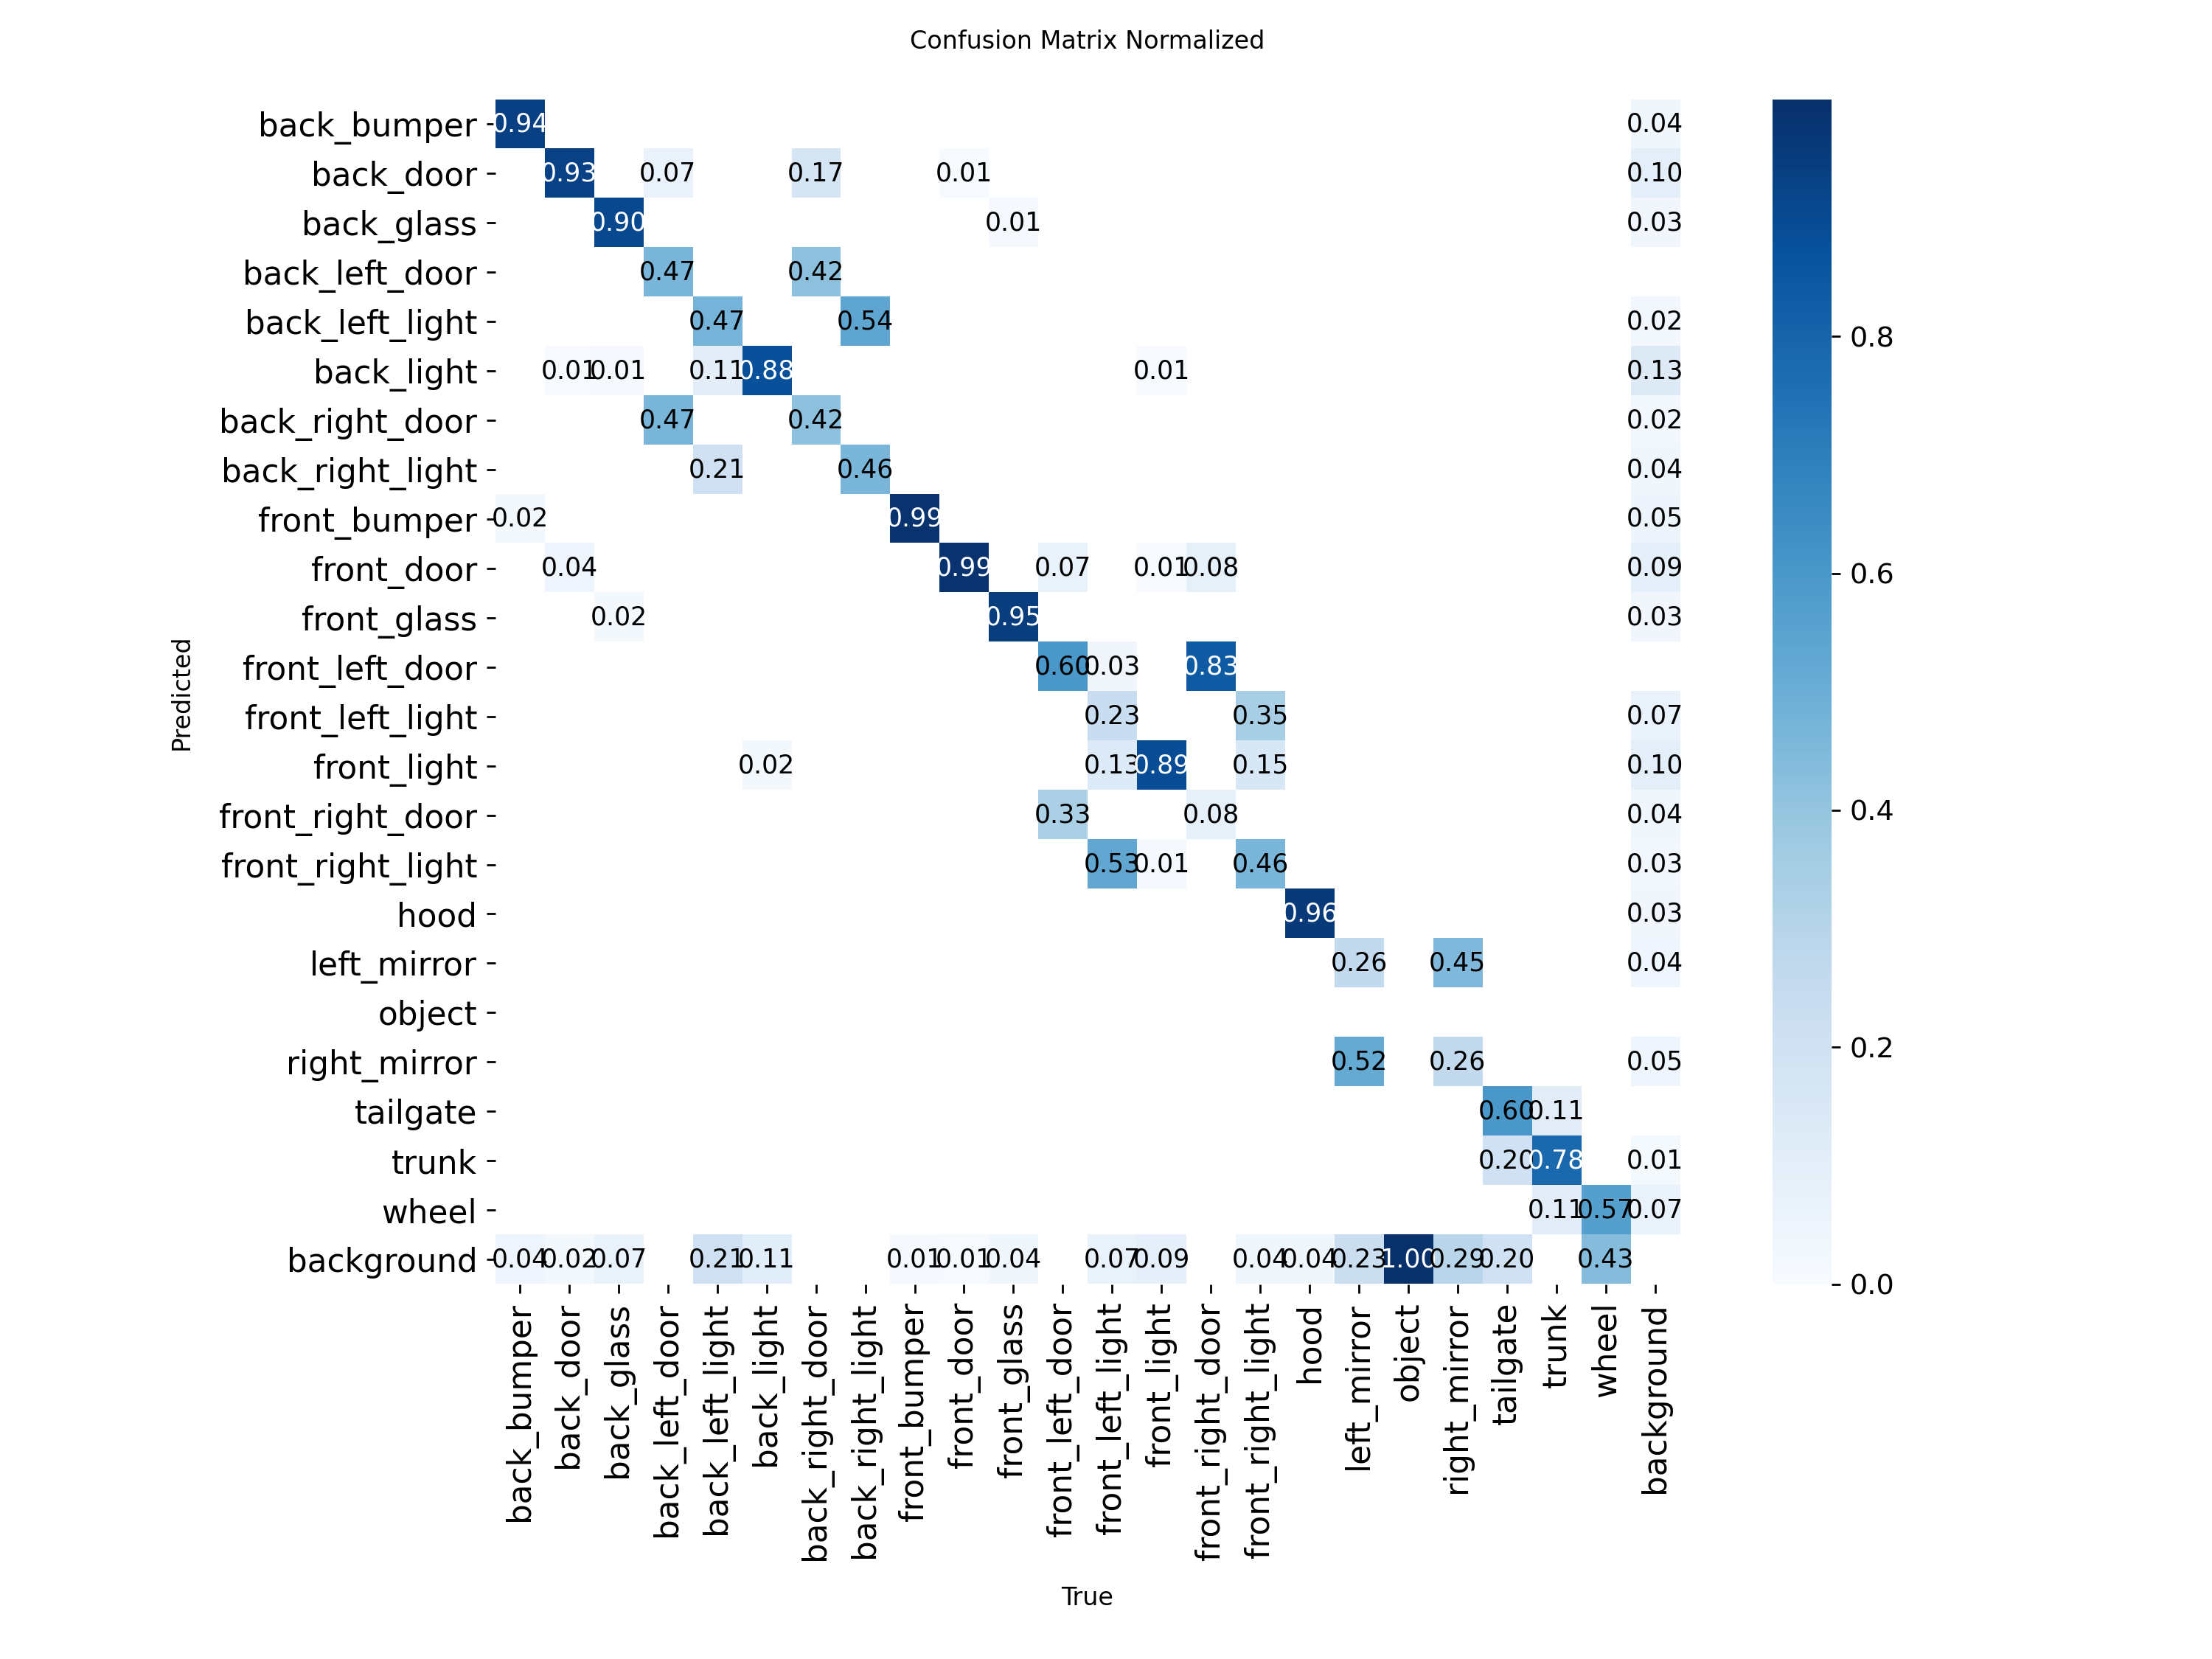 Confusion Matrix Normalized
back_bumper 0.94 0.04
back_door 0.93 0.07 0.17 0.01 0.10
back_glass 0.90 0.01 0.03
back_left_door 0.47 0.42
back_left_light 0.47 0.54 0.02
0.8
back_light 0.01 0.01 0.11 0.88 0.01 0.13
back_right_door 0.47 0.42 0.02
back_right_light 0.21 0.46 0.04
front_bumper 0.02 0.99 0.05
front_door 0.04 0.99 0.07 0.01 0.08 0.09
0.6
front_glass 0.02 0.95 0.03
front_left_door 0.60 0.03 0.83
Predicted
front_left_light 0.23 0.35 0.07
front_light 0.02 0.13 0.89 0.15 0.10
front_right_door 0.33 0.08 0.04
0.4
front_right_light 0.53 0.01 0.46 0.03
hood 0.96 0.03
left_mirror 0.26 0.45 0.04
object
right_mirror 0.52 0.26 0.05
0.2
tailgate 0.60 0.11
trunk 0.20 0.78 0.01
wheel 0.11 0.57 0.07
background 0.04 0.02 0.07 0.21 0.11 0.01 0.01 0.04 0.07 0.09 0.04 0.04 0.23 1.00 0.29 0.20 0.43
0.0
back_bumper
back_door
back_glass
back_left_door
back_left_light
back_light
back_right_door
back_right_light
front_bumper
front_door
front_glass
front_left_door
front_left_light
front_light
front_right_door
front_right_light
hood
left_mirror
object
right_mirror
tailgate
trunk
wheel
background
True